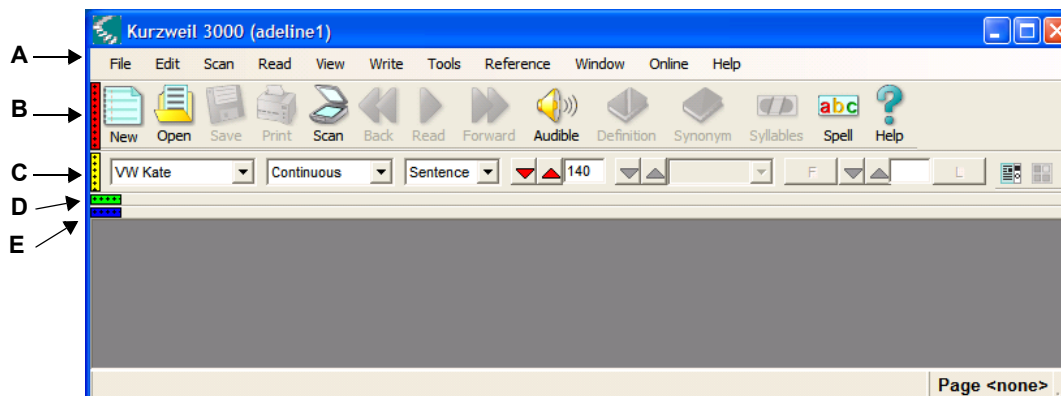 Kurzweil 3000 (adeline1)
A
File Edit Scan Read View Write Tools Reference Window Online Help
B
abc
New Open Save Print Scan Back Read Forward Audible Definition Synonym Syllables Spell Help
C
VW Kate Continuous Sentence 140 F L
D
E
Page <none>